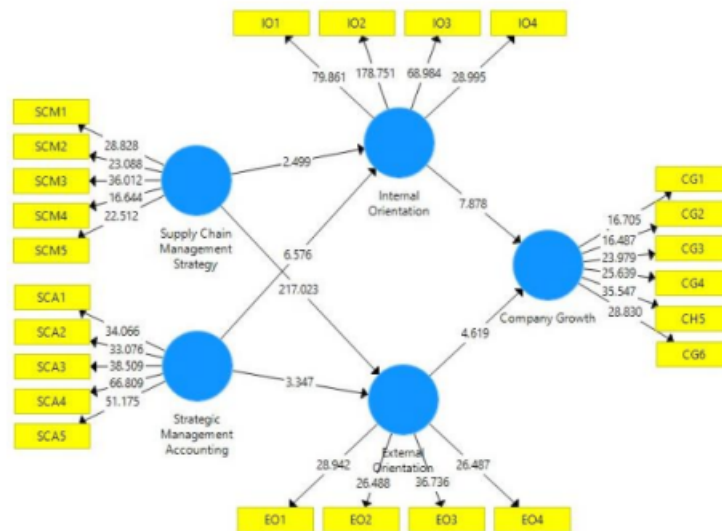 IO1 IO2 IO3 IO4
79.861 178.751 68.984 28.995
SCM1
SCM2
SCM3
SCM4
SCM5
28.828
23.088
36.012
16.644
22.512
Supply Chain
Management
Strategy
2.499
Internal
Orientation
6.576
217.023
7.878
CG1
CG2
CG3
CG4
CH5
CG6
16.705
16.487
23.979
25.639
35.547
28.830
Company Growth
SCA1
SCA2
SCA3
SCA4
SCA5
34.066
33.076
38.509
66.809
51.175
Strategic
Management
Accounting
3.347
4.619
External
Orientation
28.942 26.488 36.736 26.487
EO1 EO2 EO3 EO4